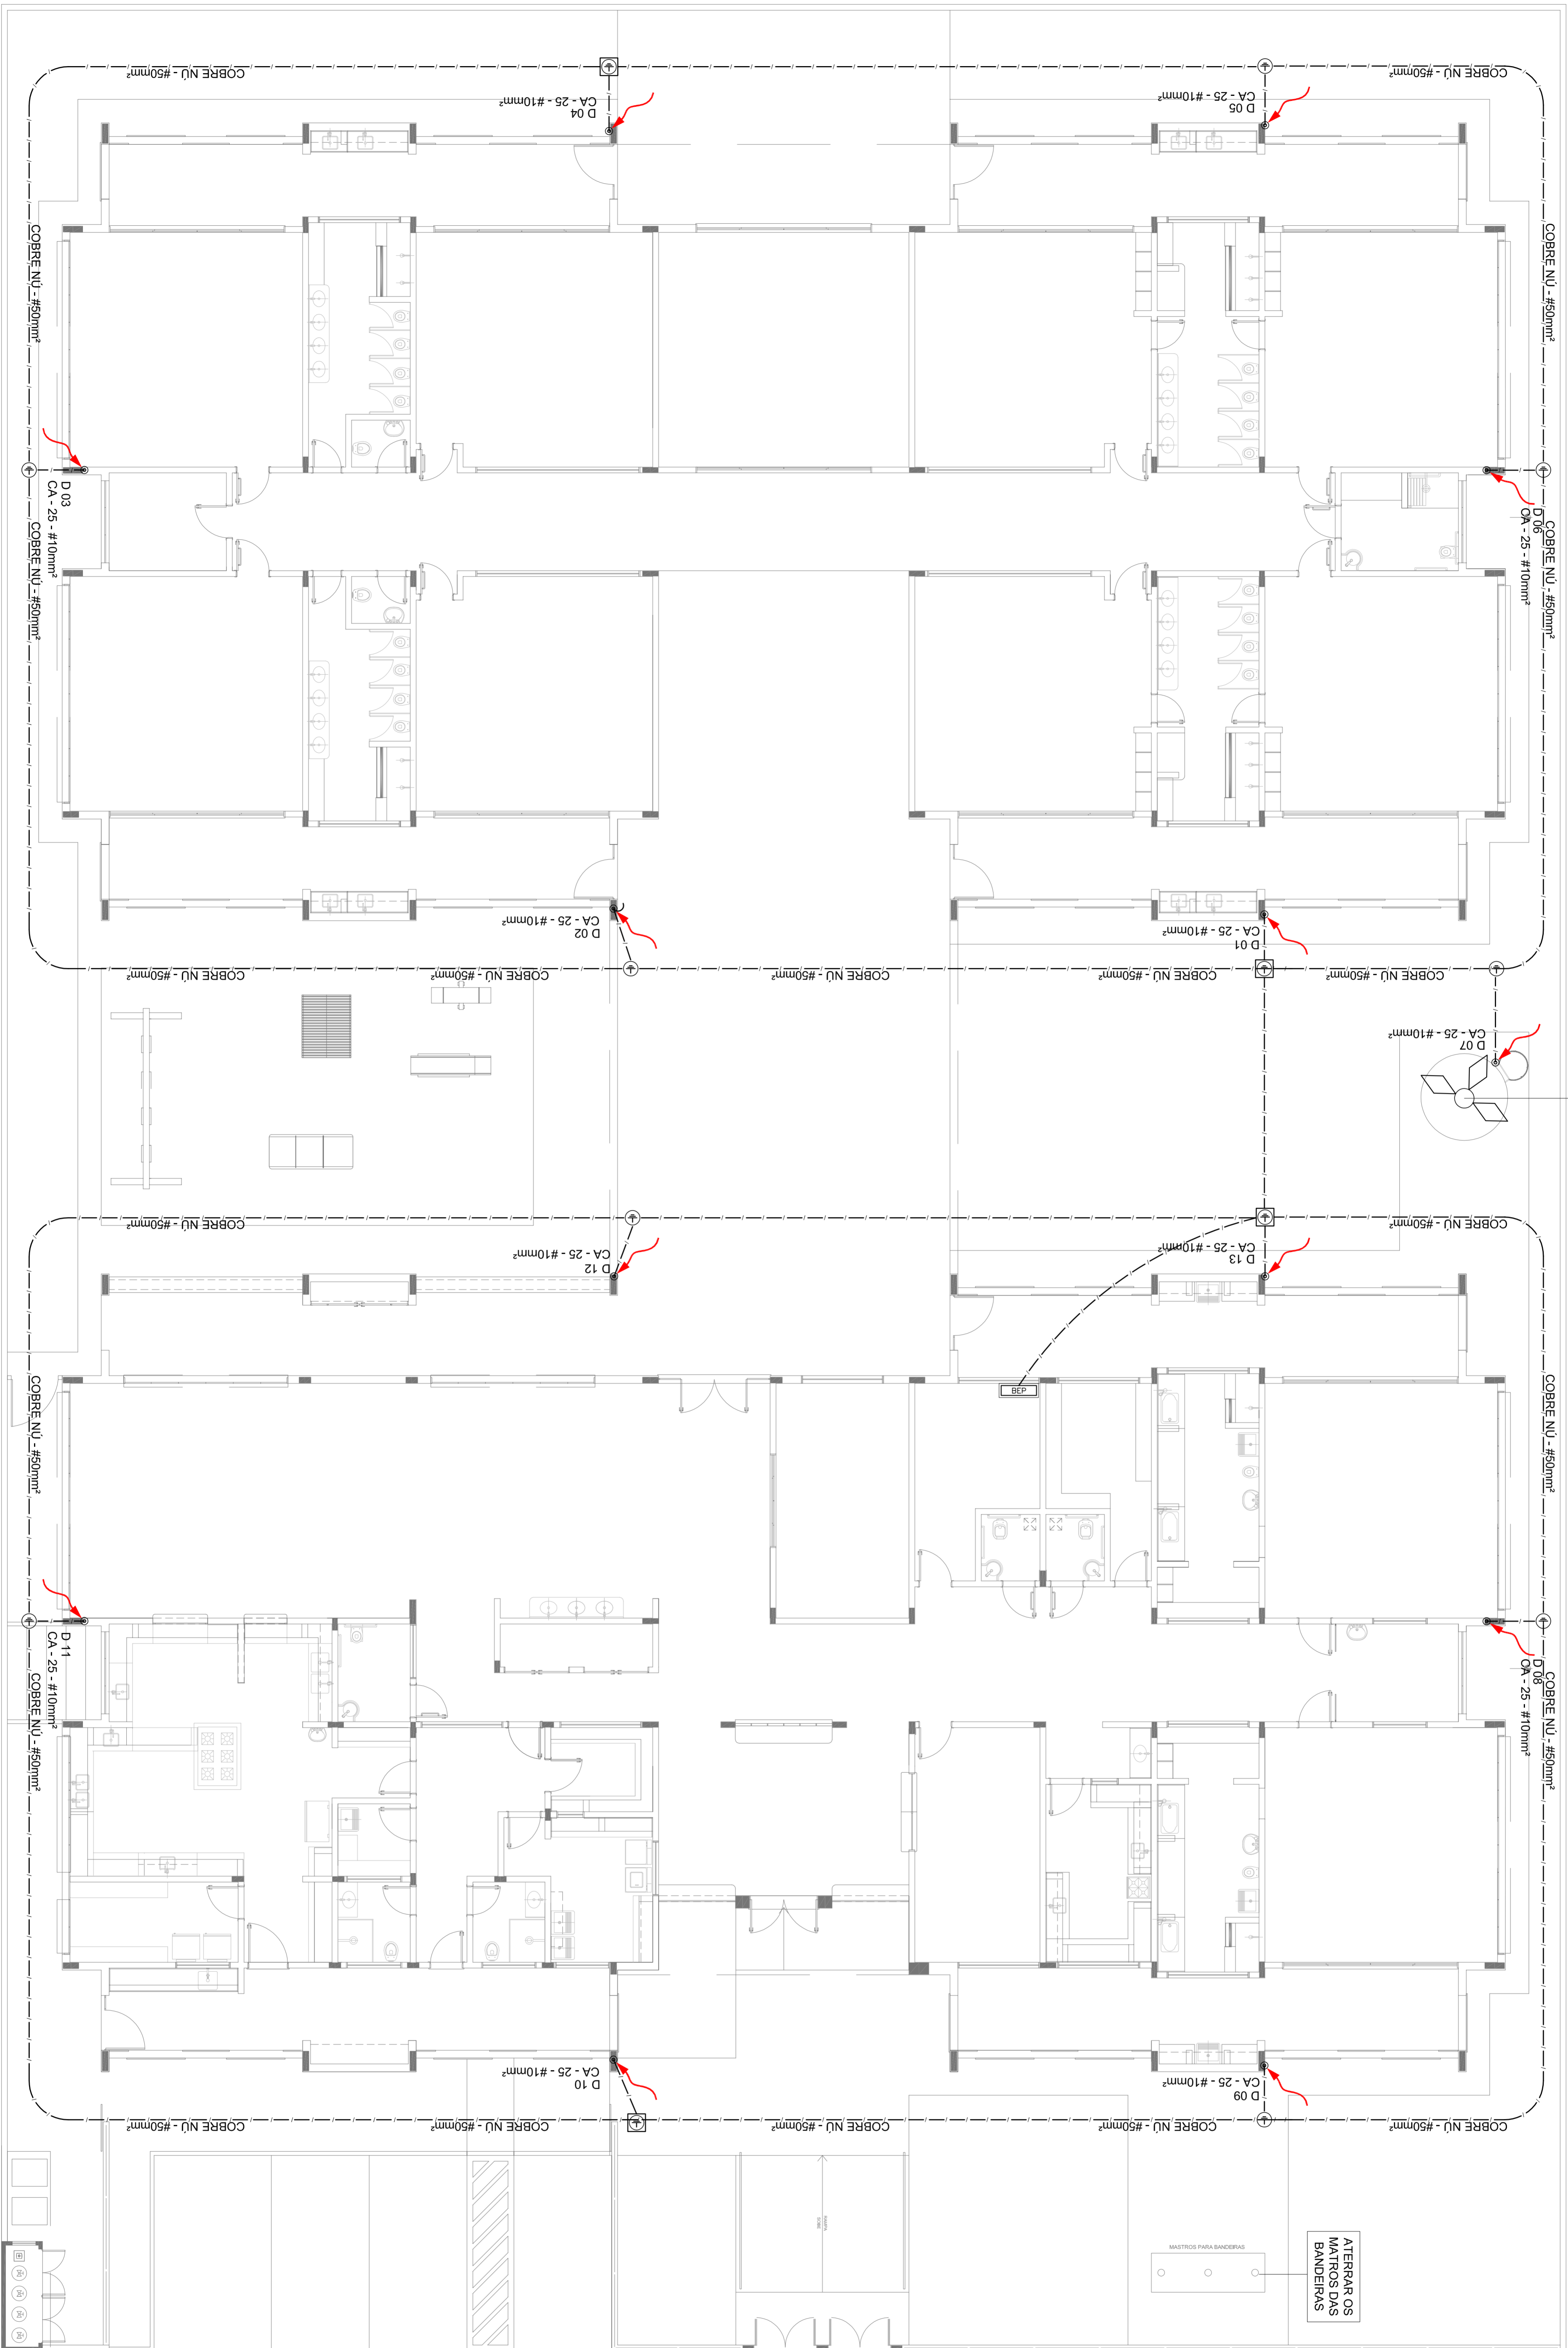 COBRE NÚ - #50mm²
COBRE NÚ - #50mm²
D 04
CA - 25 - #10mm²
D 05
CA - 25 - #10mm²
COBRE NÚ - #50mm²
COBRE NÚ - #50mm²
D 03
CA - 25 - #10mm²
D 06
CA - 25 - #10mm²
COBRE NÚ - #50mm²
COBRE NÚ - #50mm²
D 02
CA - 25 - #10mm²
D 01
CA - 25 - #10mm²
COBRE NÚ - #50mm²
COBRE NÚ - #50mm²
COBRE NÚ - #50mm²
COBRE NÚ - #50mm²
COBRE NÚ - #50mm²
D 07
CA - 25 - #10mm²
COBRE NÚ - #50mm²
COBRE NÚ - #50mm²
D 12
CA - 25 - #10mm²
D 13
CA - 25 - #10mm²
BEP
COBRE NÚ - #50mm²
COBRE NÚ - #50mm²
D 11
CA - 25 - #10mm²
D 08
CA - 25 - #10mm²
COBRE NÚ - #50mm²
COBRE NÚ - #50mm²
D 10
CA - 25 - #10mm²
D 09
CA - 25 - #10mm²
COBRE NÚ - #50mm²
COBRE NÚ - #50mm²
COBRE NÚ - #50mm²
COBRE NÚ - #50mm²
COBRE NÚ - #50mm²
RAMPA
SOBE
MASTROS PARA BANDEIRAS
ATERRAR OS
MATROS DAS
BANDEIRAS